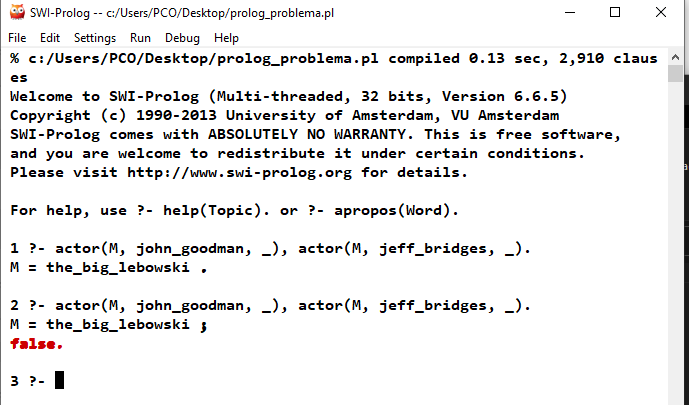 SWI-Prolog -- c:/Users/PCO/Desktop/prolog_problema.pl
File Edit Settings Run Debug Help
% c:/Users/PCO/Desktop/prolog_problema.pl compiled 0.13 sec, 2,910 claus
es
Welcome to SWI-Prolog (Multi-threaded, 32 bits, Version 6.6.5)
Copyright (c) 1990-2013 University of Amsterdam, VU Amsterdam
SWI-Prolog comes with ABSOLUTELY NO WARRANTY. This is free software,
and you are welcome to redistribute it under certain conditions.
Please visit http://www.swi-prolog.org for details.
For help, use ?- help(Topic). or ?- apropos(Word).
1 ?- actor(M, john_goodman, _), actor(M, jeff_bridges, _).
M = the_big_lebowski .
2 ?- actor(M, john_goodman, _), actor(M, jeff_bridges, _).
M = the_big_lebowski ;
false.
3 ?-